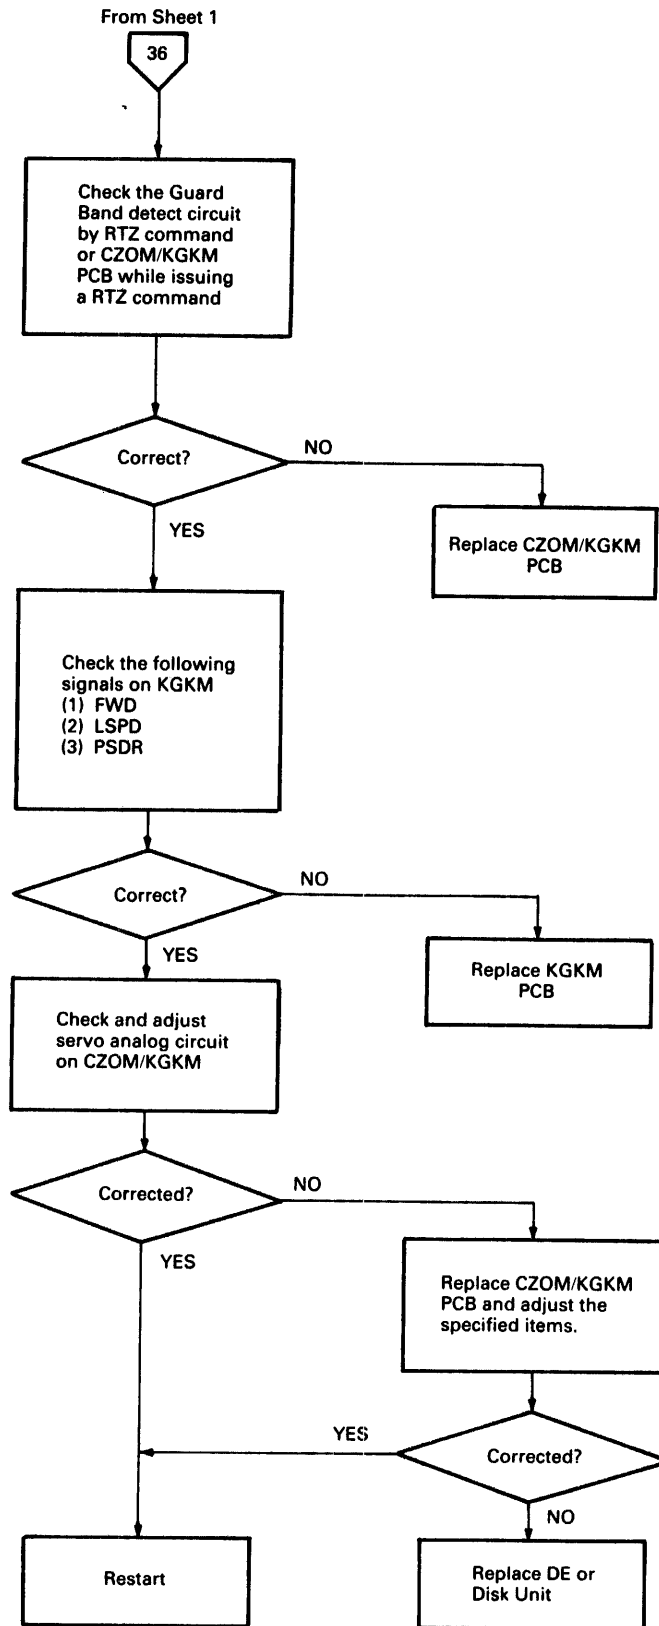 From Sheet 1
36
Check the Guard
Band detect circuit
by RTZ command
or CZOM/KGKM
PCB while issuing
a RTZ command
Correct?
NO
YES
Replace CZOM/KGKM
PCB
Check the following
signals on KGKM
(1) FWD
(2) LSPD
(3) PSDR
Correct?
NO
YES
Replace KGKM
PCB
Check and adjust
servo analog circuit
on CZOM/KGKM
Corrected?
NO
YES
Replace CZOM/KGKM
PCB and adjust the
specified items.
YES
Corrected?
NO
Restart
Replace DE or
Disk Unit